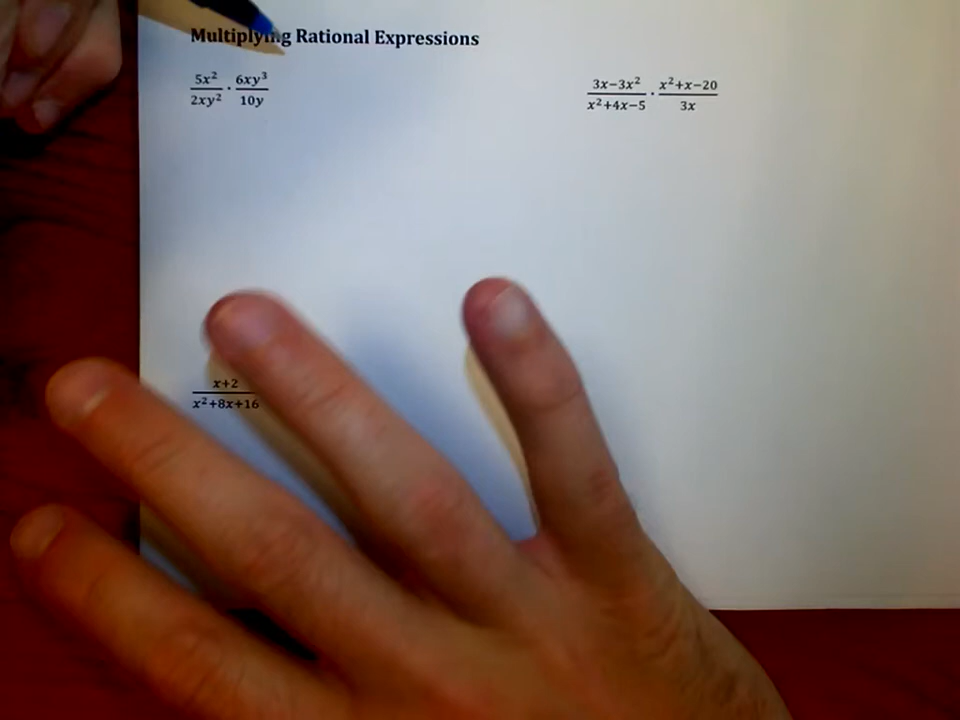 Multiplying Rational Expressions
5x²/2xy² · 6xy³/10y
3x−3x²/x²+4x−5 · x²+x−20/3x
x+2/x²+8x+16